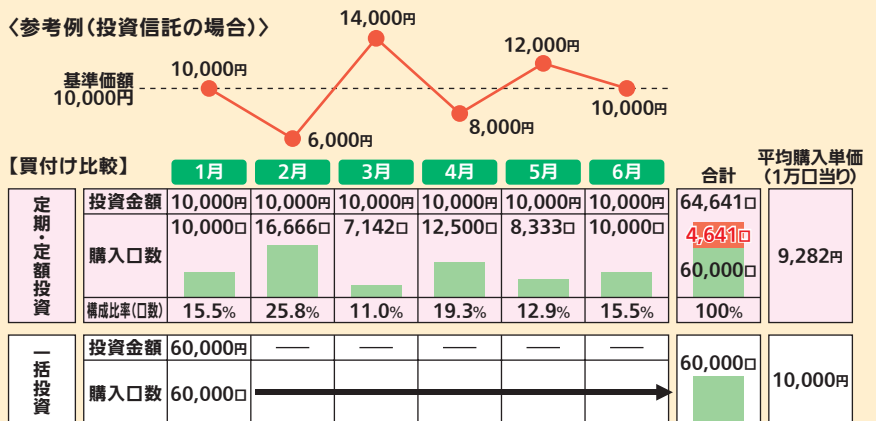 〈参考例(投資信託の場合)〉
14,000円
12,000円
10,000円
基準価額
10,000円
6,000円
8,000円
10,000円
【買付け比較】 1月 2月 3月 4月 5月 6月 合計 平均購入単価
(1万口当り)
定期・定額投資
投資金額 10,000円 10,000円 10,000円 10,000円 10,000円 10,000円 64,641口
購入口数 10,000口 16,666口 7,142口 12,500口 8,333口 10,000口 4,641口
60,000口 9,282円
構成比率(口数) 15.5% 25.8% 11.0% 19.3% 12.9% 15.5% 100%
一括投資
投資金額 60,000円 ── ── ── ── ──
購入口数 60,000口 60,000口 10,000円